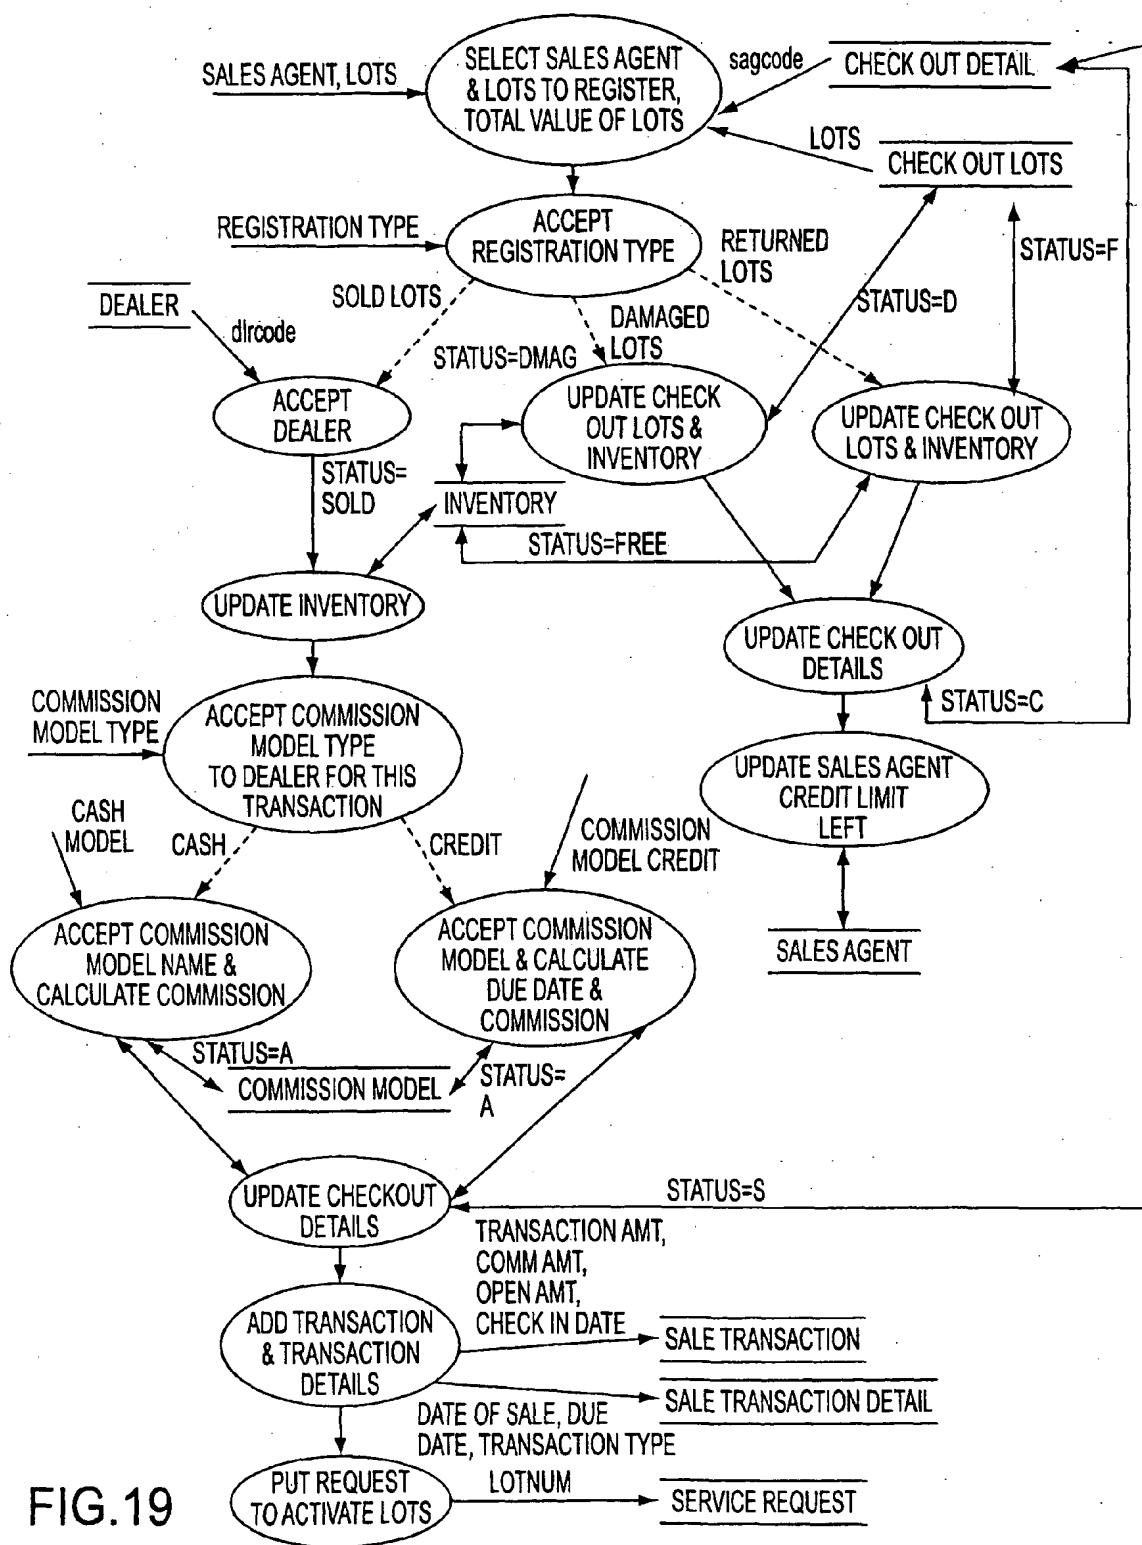 SELECT SALES AGENT
& LOTS TO REGISTER,
TOTAL VALUE OF LOTS
SALES AGENT, LOTS
sagcode
CHECK OUT DETAIL
LOTS
CHECK OUT LOTS
REGISTRATION TYPE
ACCEPT
REGISTRATION TYPE
RETURNED
LOTS
STATUS=F
DEALER
SOLD LOTS
STATUS=D
dlrcode
DAMAGED
LOTS
STATUS=DMAG
ACCEPT
DEALER
UPDATE CHECK
OUT LOTS &
INVENTORY
UPDATE CHECK OUT
LOTS & INVENTORY
STATUS=
SOLD
INVENTORY
STATUS=FREE
UPDATE INVENTORY
UPDATE CHECK OUT
DETAILS
STATUS=C
COMMISSION
MODEL TYPE
ACCEPT COMMISSION
MODEL TYPE
TO DEALER FOR THIS
TRANSACTION
UPDATE SALES AGENT
CREDIT LIMIT
LEFT
CASH
MODEL
CASH
CREDIT
COMMISSION
MODEL CREDIT
ACCEPT COMMISSION
MODEL NAME &
CALCULATE COMMISSION
ACCEPT COMMISSION
MODEL & CALCULATE
DUE DATE &
COMMISSION
SALES AGENT
STATUS=A
COMMISSION MODEL
STATUS=
A
UPDATE CHECKOUT
DETAILS
STATUS=S
TRANSACTION AMT,
COMM AMT,
OPEN AMT,
CHECK IN DATE
ADD TRANSACTION
& TRANSACTION
DETAILS
SALE TRANSACTION
SALE TRANSACTION DETAIL
DATE OF SALE, DUE
DATE, TRANSACTION TYPE
PUT REQUEST
TO ACTIVATE LOTS
LOTNUM
SERVICE REQUEST
FIG.19